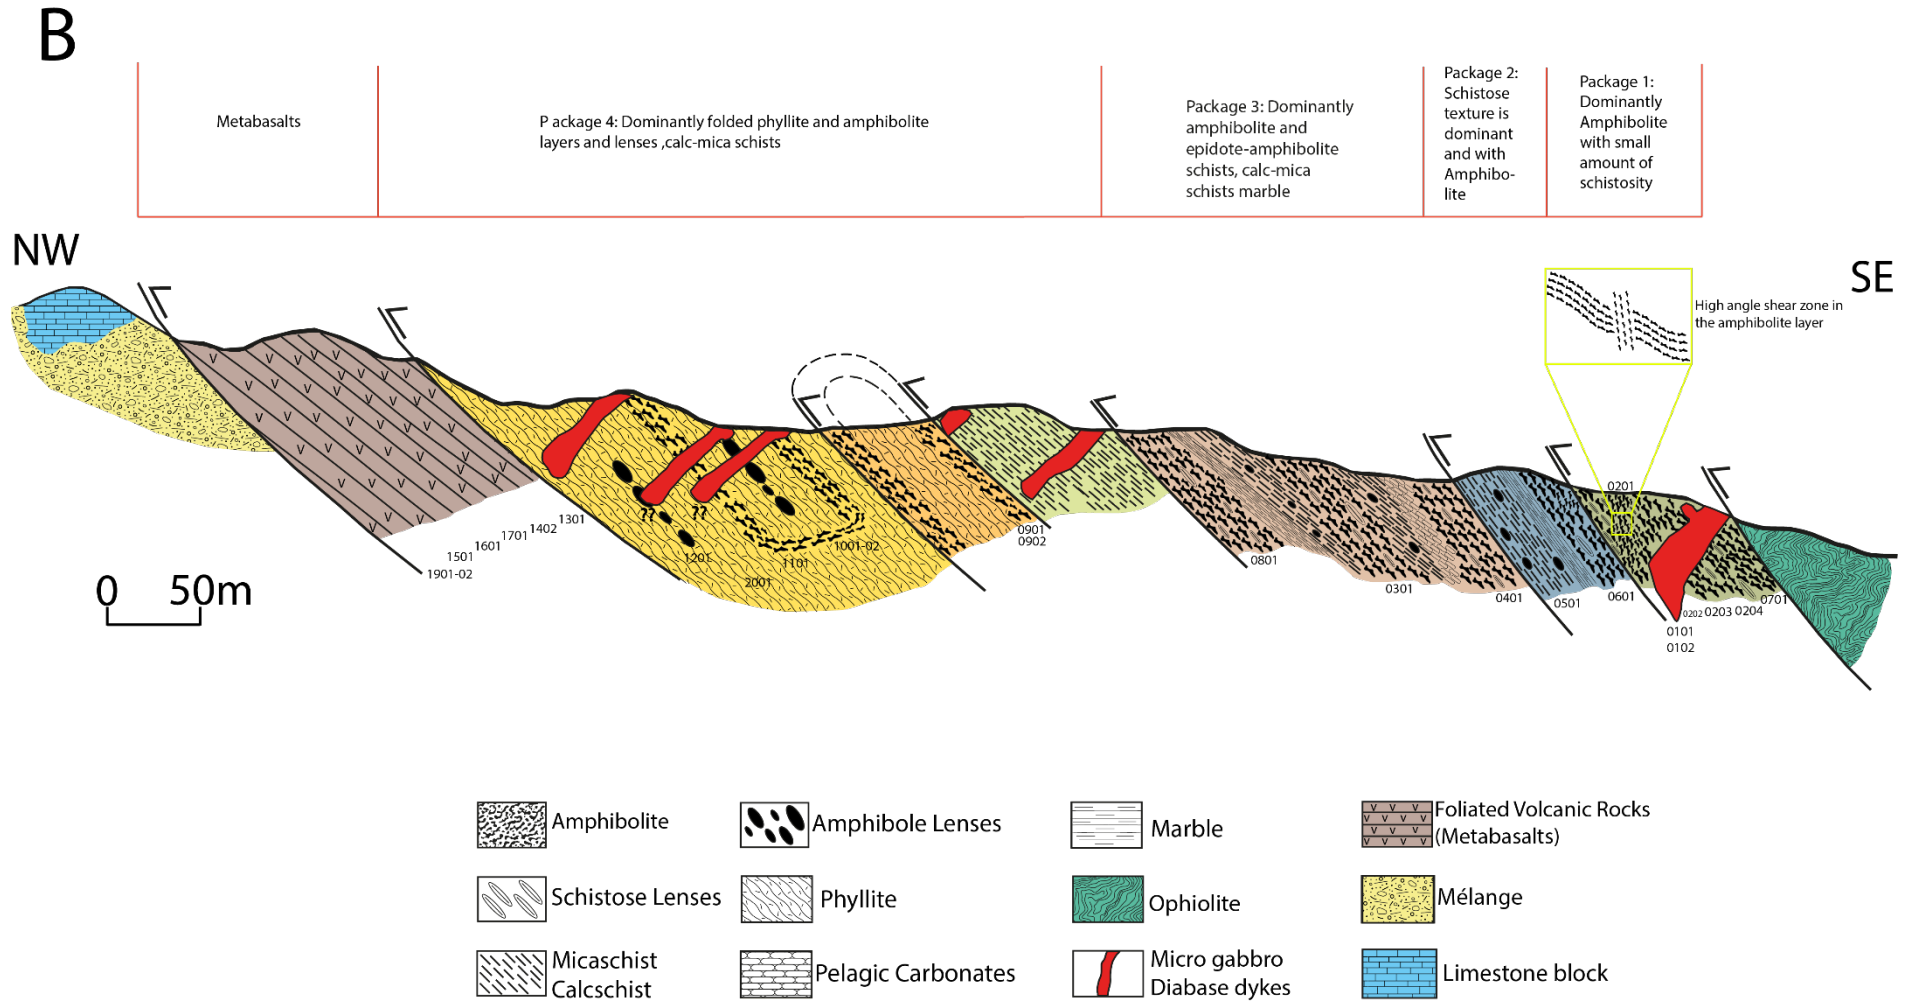 B
Metabasalts
P ackage 4: Dominantly folded phyllite and amphibolite
layers and lenses ,calc-mica schists
Package 3: Dominantly
amphibolite and
epidote-amphibolite
schists, calc-mica
schists marble
Package 2:
Schistose
texture is
dominant
and with
Amphibo-
lite
Package 1:
Dominantly
Amphibolite
with small
amount of
schistosity
NW
SE
High angle shear zone in
the amphibolite layer
0201
??
??
1301
1402
1701
1601
1501
1901-02
1201
2001
1101
1001-02
0901
0902
0801
0301
0401
0501
0601
0202
0203
0204
0701
0101
0102
0 50m
Amphibolite
Amphibole Lenses
Marble
Foliated Volcanic Rocks
(Metabasalts)
Schistose Lenses
Phyllite
Ophiolite
Mélange
Micaschist
Calcschist
Pelagic Carbonates
Micro gabbro
Diabase dykes
Limestone block